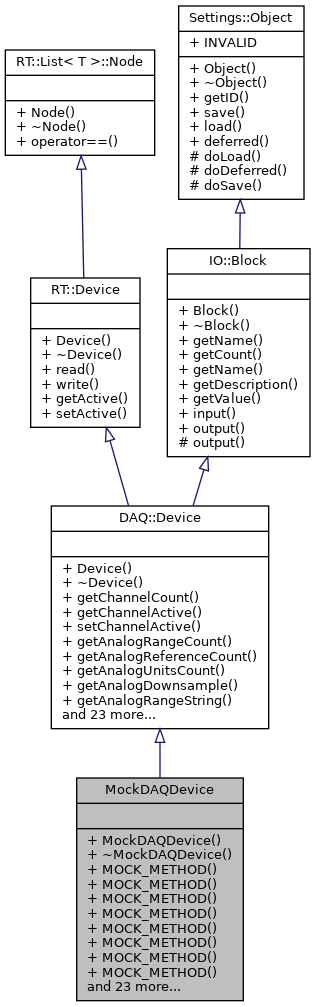 Settings::Object
+ INVALID
+ Object()
+ ~Object()
+ getID()
+ save()
+ load()
+ deferred()
# doLoad()
# doDeferred()
# doSave()
RT::List< T >::Node
+ Node()
+ ~Node()
+ operator==()
RT::Device
+ Device()
+ ~Device()
+ read()
+ write()
+ getActive()
+ setActive()
IO::Block
+ Block()
+ ~Block()
+ getName()
+ getCount()
+ getName()
+ getDescription()
+ getValue()
+ input()
+ output()
# output()
DAQ::Device
+ Device()
+ ~Device()
+ getChannelCount()
+ getChannelActive()
+ setChannelActive()
+ getAnalogRangeCount()
+ getAnalogReferenceCount()
+ getAnalogUnitsCount()
+ getAnalogDownsample()
+ getAnalogRangeString()
and 23 more...
MockDAQDevice
+ MockDAQDevice()
+ ~MockDAQDevice()
+ MOCK_METHOD()
+ MOCK_METHOD()
+ MOCK_METHOD()
+ MOCK_METHOD()
+ MOCK_METHOD()
+ MOCK_METHOD()
+ MOCK_METHOD()
+ MOCK_METHOD()
and 23 more...